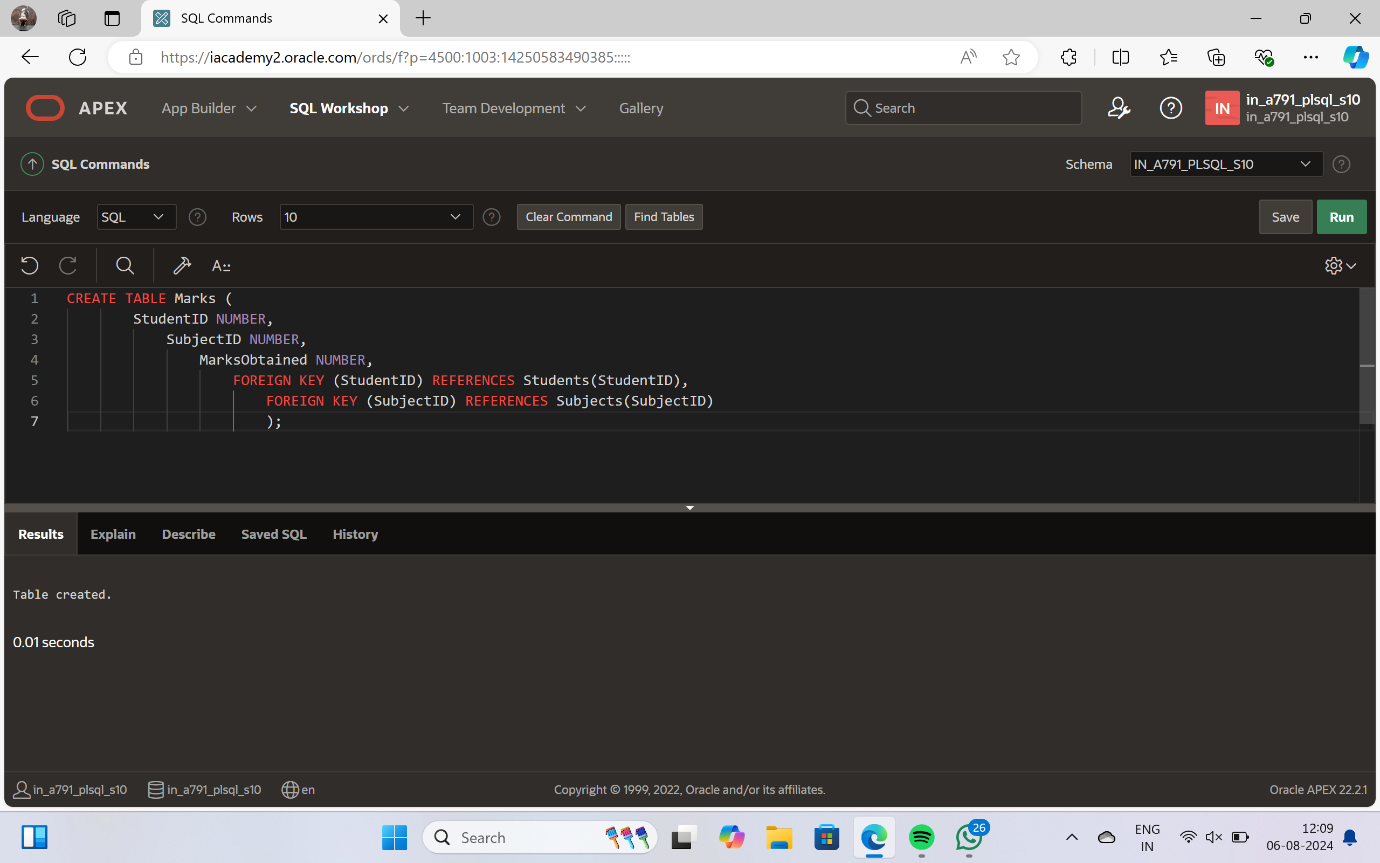 SQL Commands
https://iacademy2.oracle.com/ords/f?p=4500:1003:14250583490385:::::
APEX App Builder SQL Workshop Team Development Gallery Search IN in_a791_plsql_s10
in_a791_plsql_s10
SQL Commands Schema IN_A791_PLSQL_S10
Language SQL Rows 10 Clear Command Find Tables Save Run
1 CREATE TABLE Marks (
2 StudentID NUMBER,
3 SubjectID NUMBER,
4 MarksObtained NUMBER,
5 FOREIGN KEY (StudentID) REFERENCES Students(StudentID),
6 FOREIGN KEY (SubjectID) REFERENCES Subjects(SubjectID)
7 );
Results Explain Describe Saved SQL History
Table created.
0.01 seconds
in_a791_plsql_s10 in_a791_plsql_s10 en Copyright © 1999, 2022, Oracle and/or its affiliates. Oracle APEX 22.2.1
Search 26 ENG 12:09
IN 06-08-2024